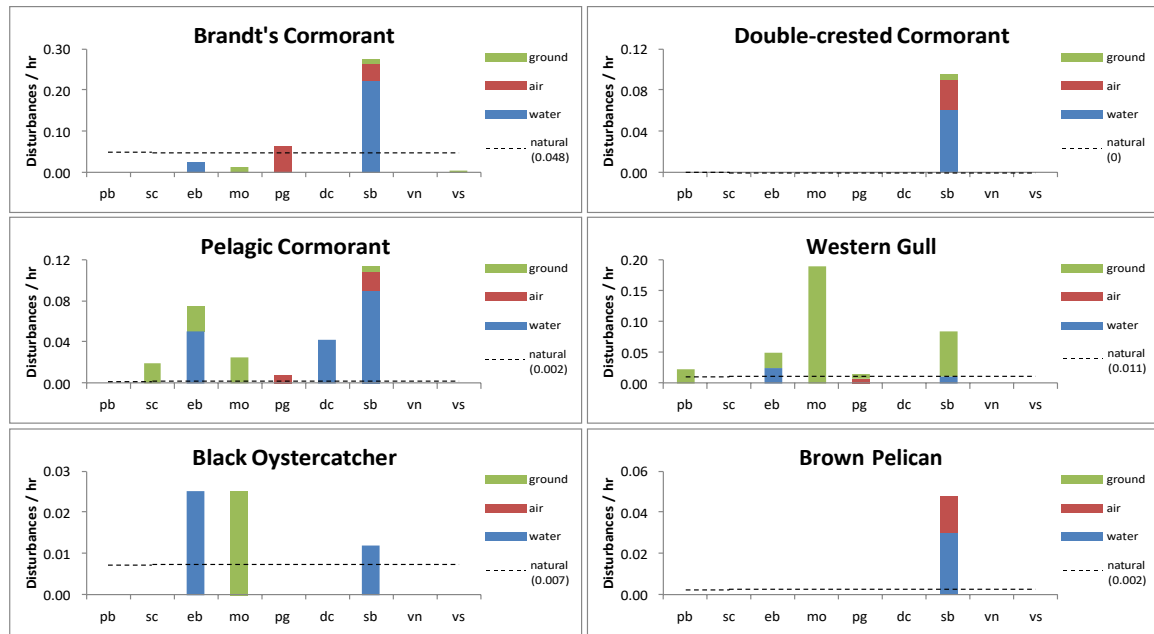 Brandt's Cormorant
Disturbances / hr
0.30
0.20
0.10
0.00
pb sc eb mo pg dc sb vn vs
ground
air
water
natural
(0.048)
Double-crested Cormorant
Disturbances / hr
0.12
0.08
0.04
0.00
pb sc eb mo pg dc sb vn vs
ground
air
water
natural
(0)
Pelagic Cormorant
Disturbances / hr
0.12
0.08
0.04
0.00
pb sc eb mo pg dc sb vn vs
ground
air
water
natural
(0.002)
Western Gull
Disturbances / hr
0.20
0.15
0.10
0.05
0.00
pb sc eb mo pg dc sb vn vs
ground
air
water
natural
(0.011)
Black Oystercatcher
Disturbances / hr
0.03
0.02
0.01
0.00
pb sc eb mo pg dc sb vn vs
ground
air
water
natural
(0.007)
Brown Pelican
Disturbances / hr
0.06
0.04
0.02
0.00
pb sc eb mo pg dc sb vn vs
ground
air
water
natural
(0.002)